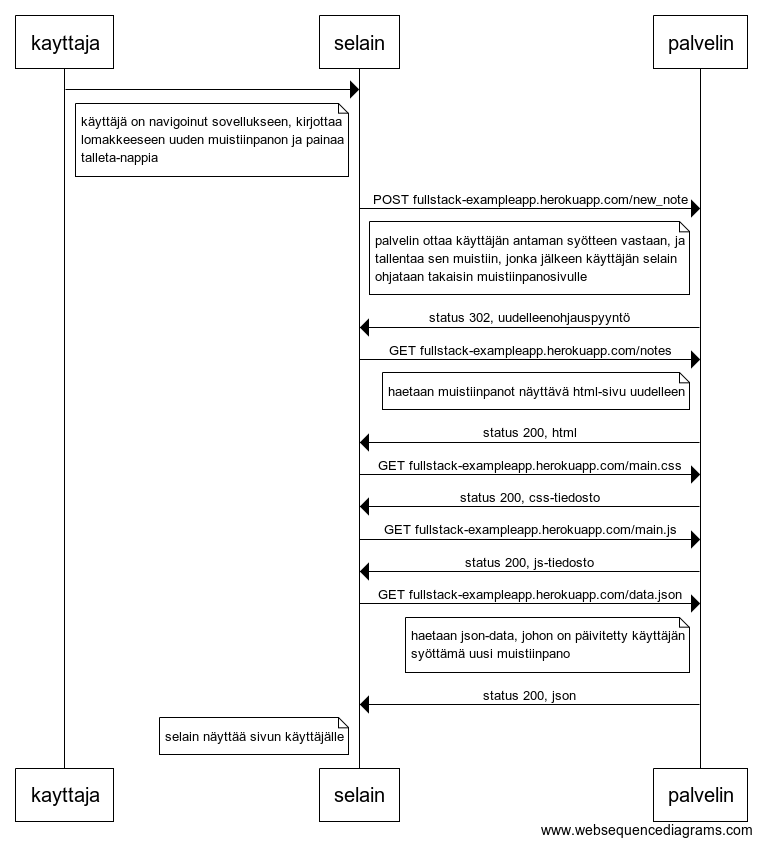 kayttaja
selain
palvelin
käyttäjä on navigoinut sovellukseen, kirjottaa
lomakkeeseen uuden muistiinpanon ja painaa
talleta-nappia
POST fullstack-exampleapp.herokuapp.com/new_note
palvelin ottaa käyttäjän antaman syötteen vastaan, ja
tallentaa sen muistiin, jonka jälkeen käyttäjän selain
ohjataan takaisin muistiinpanosivulle
status 302, uudelleenohjauspyyntö
GET fullstack-exampleapp.herokuapp.com/notes
haetaan muistiinpanot näyttävä html-sivu uudelleen
status 200, html
GET fullstack-exampleapp.herokuapp.com/main.css
status 200, css-tiedosto
GET fullstack-exampleapp.herokuapp.com/main.js
status 200, js-tiedosto
GET fullstack-exampleapp.herokuapp.com/data.json
haetaan json-data, johon on päivitetty käyttäjän
syöttämä uusi muistiinpano
status 200, json
selain näyttää sivun käyttäjälle
kayttaja
selain
palvelin
www.websequencediagrams.com